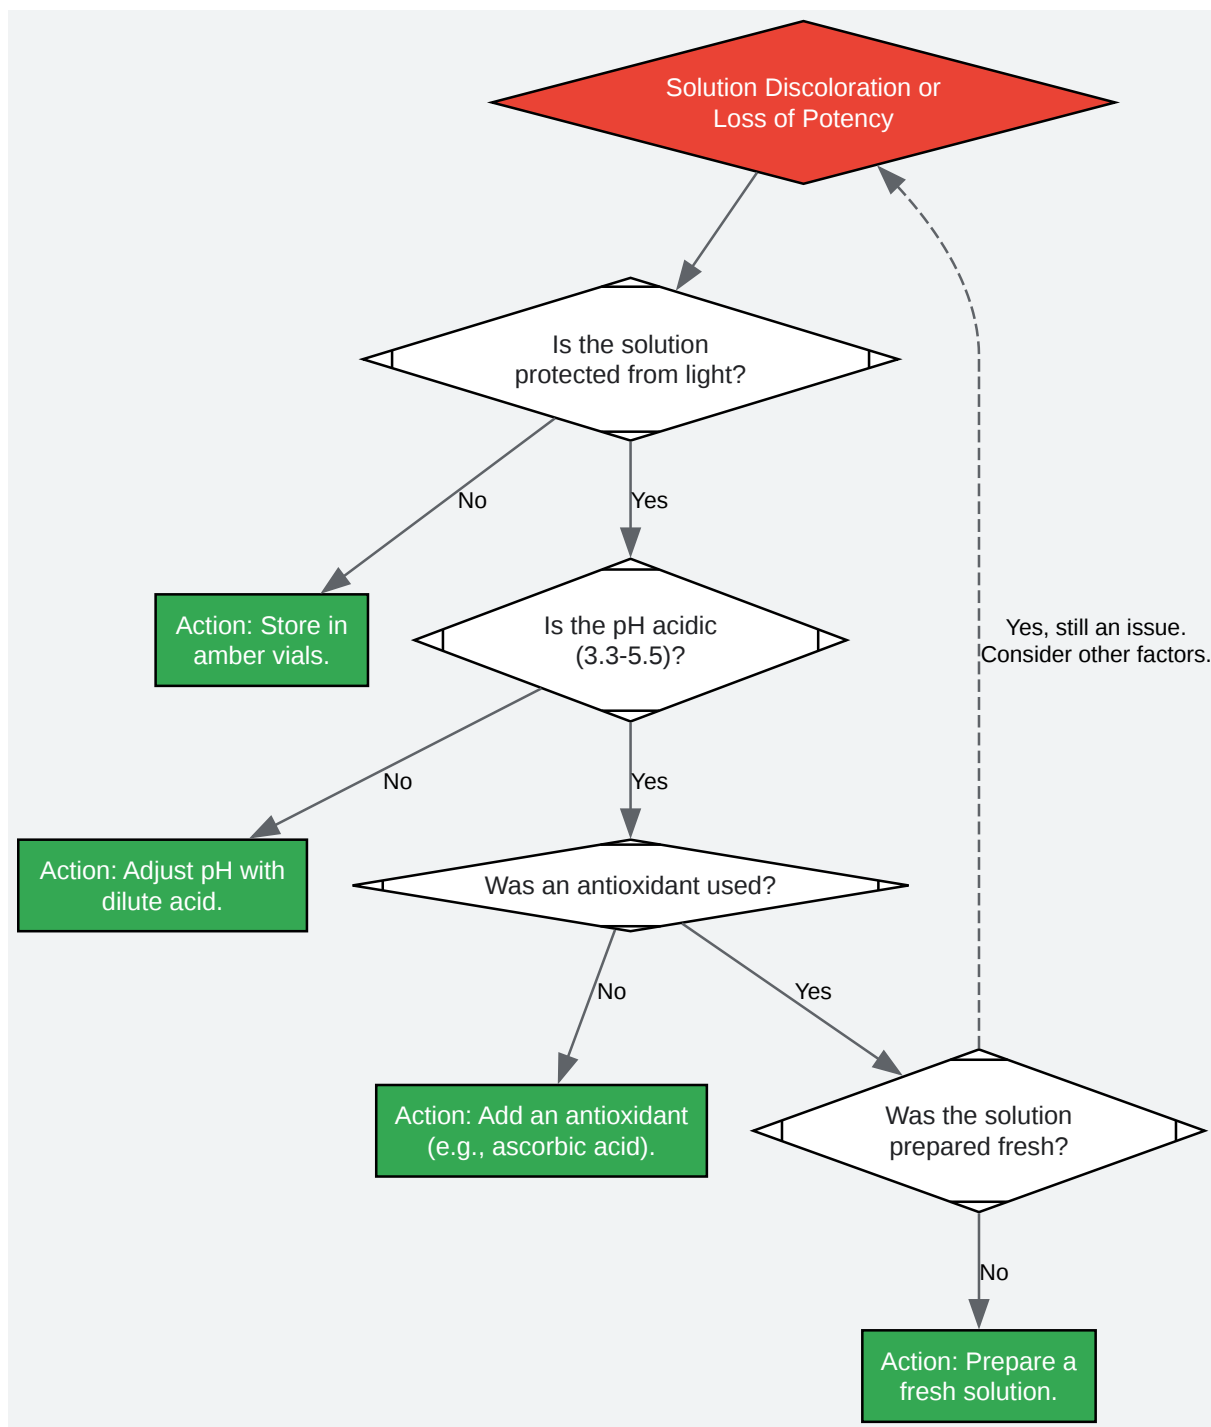 Solution Discoloration or
Loss of Potency
Is the solution
protected from light?
No
Yes
Action: Store in
amber vials.
Is the pH acidic
(3.3-5.5)?
Yes, still an issue.
Consider other factors.
No
Yes
Action: Adjust pH with
dilute acid.
Was an antioxidant used?
No
Yes
Action: Add an antioxidant
(e.g., ascorbic acid).
Was the solution
prepared fresh?
No
Action: Prepare a
fresh solution.